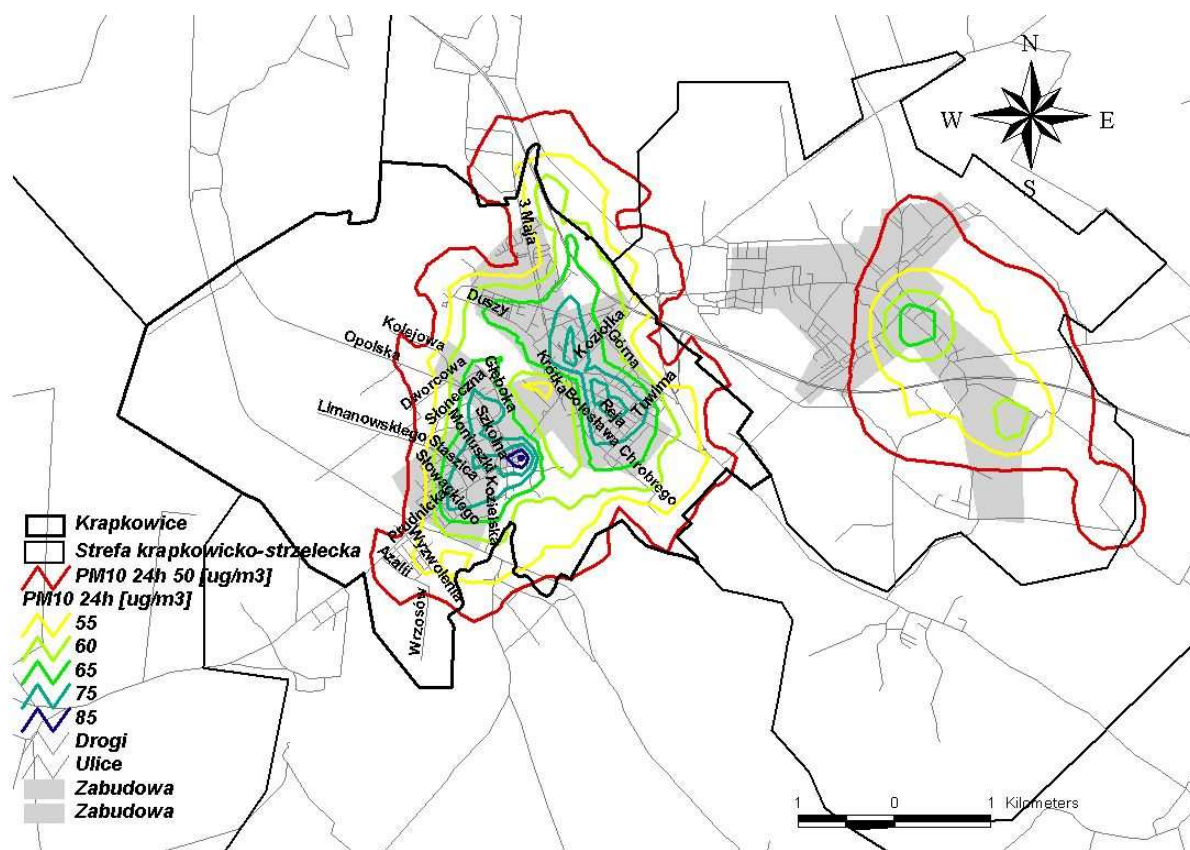 N
W
E
S
3 Maja
Duszy
Koziołka
Górna
Kolejowa
Opolska
Krótka
Głęboka
Dworcowa
Tuwima
Słoneczna
Reja
Bolesława Chrobrego
Limanowskiego
Szkolna
Moniuszki
Staszica
Słowackiego
Kozielska
Prudnicka
Wyzwolenia
Azalii
Wrzosów
Krapkowice
Strefa krapkowicko-strzelecka
PM10 24h 50 [ug/m3]
PM10 24h [ug/m3]
55
60
65
75
85
Drogi
Ulice
Zabudowa
Zabudowa
1 0 1 Kilometers